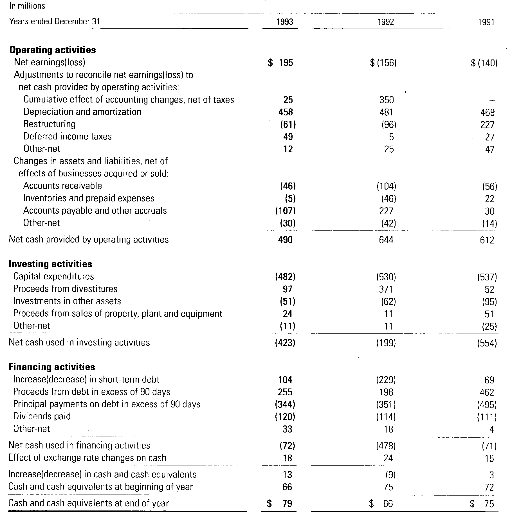 In millions
Years ended December 31 1993 1992 1991
Operating activities
Net earnings(loss) $ 195 $ (156) $ (140)
Adjustments to reconcile net earnings(loss) to
net cash provided by operating activities:
Cumulative effect of accounting changes, net of taxes 25 350 –
Depreciation and amortization 458 481 469
Restructuring (61) (96) 227
Deferred income taxes 49 5 27
Other-net 12 25 47
Changes in assets and liabilities, net of
effects of businesses acquired or sold:
Accounts receivable (46) (104) (56)
Inventories and prepaid expenses (5) (46) 22
Accounts payable and other accruals (107) 227 30
Other-net (30) (42) (14)
Net cash provided by operating activities 490 644 612
Investing activities
Capital expenditures (482) (530) (537)
Proceeds from divestitures 97 371 52
Investments in other assets (51) (62) (95)
Proceeds from sales of property, plant and equipment 24 11 51
Other-net (11) 11 (25)
Net cash used in investing activities (423) (199) (554)
Financing activities
Increase(decrease) in short-term debt 104 (229) 69
Proceeds from debt in excess of 90 days 255 198 462
Principal payments on debt in excess of 90 days (344) (351) (495)
Dividends paid (120) (114) (111)
Other-net 33 18 4
Net cash used in financing activities (72) (478) (71)
Effect of exchange rate changes on cash 18 24 16
Increase(decrease) in cash and cash equivalents 13 (9) 3
Cash and cash equivalents at beginning of year 66 75 72
Cash and cash equivalents at end of year $ 79 $ 66 $ 75